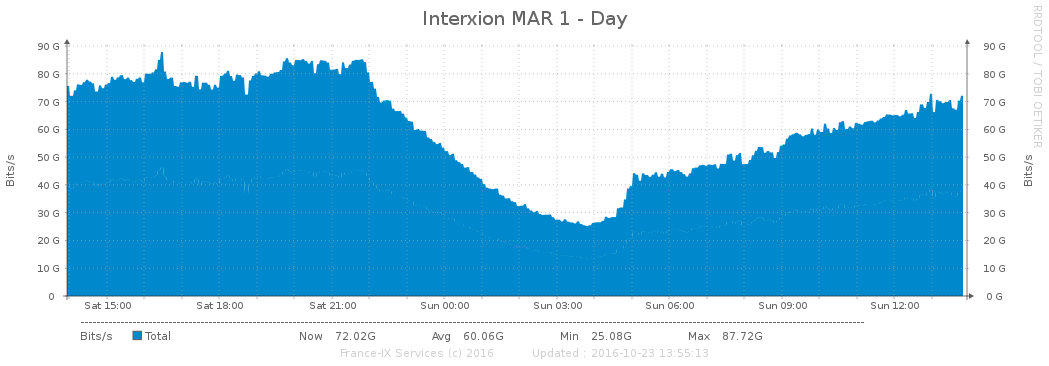 Interxion MAR 1 - Day
RRDTOOL / TOBI OETIKER
Bits/s
90 G
80 G
70 G
60 G
50 G
40 G
30 G
20 G
10 G
0
90 G
80 G
70 G
60 G
50 G
40 G
30 G
20 G
10 G
0 G
Bits/s
Sat 15:00 Sat 18:00 Sat 21:00 Sun 00:00 Sun 03:00 Sun 06:00 Sun 09:00 Sun 12:00
Bits/s Total Now 72.02G Avg 60.06G Min 25.08G Max 87.72G
France-IX Services (c) 2016 Updated : 2016-10-23 13:55:13